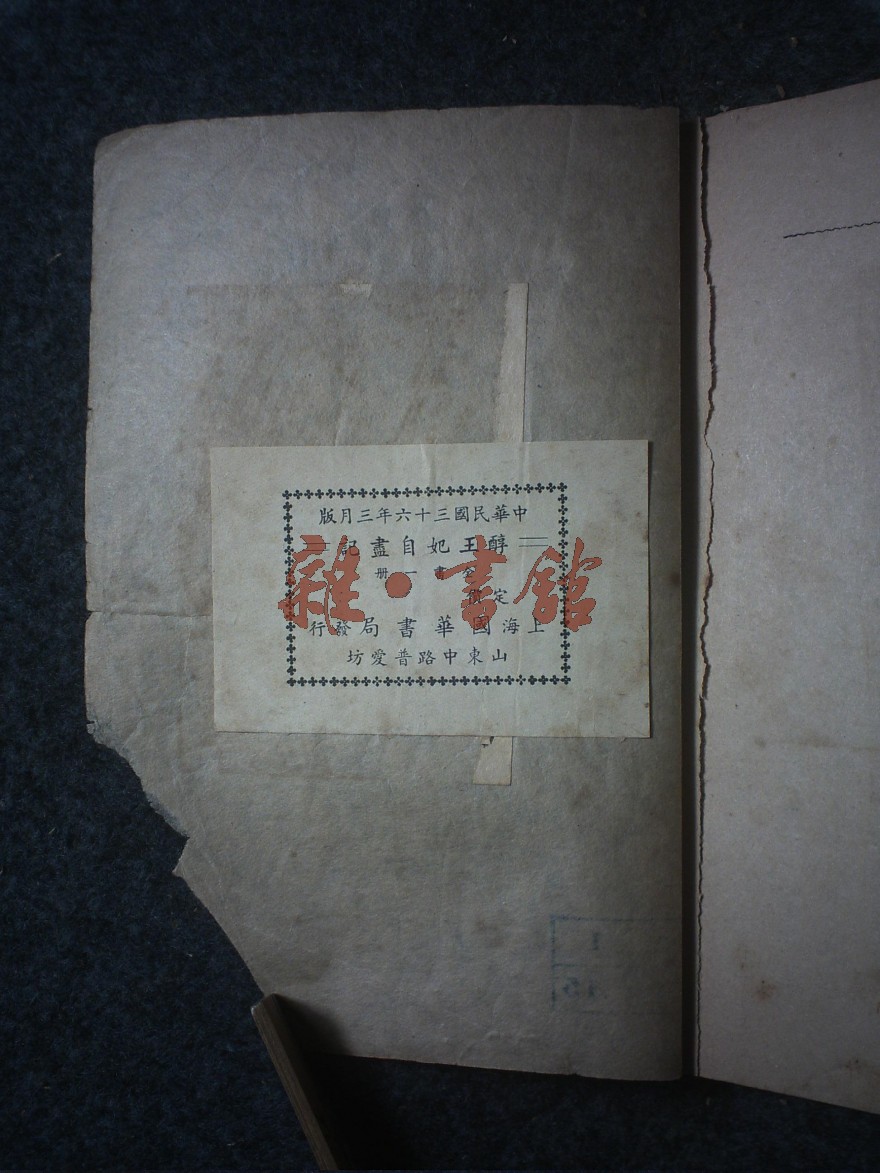 中華民國三十六年三月版
醇王妃自盡記
全書一册
定價
上海國華書局發行
山東中路普愛坊
雜·書館